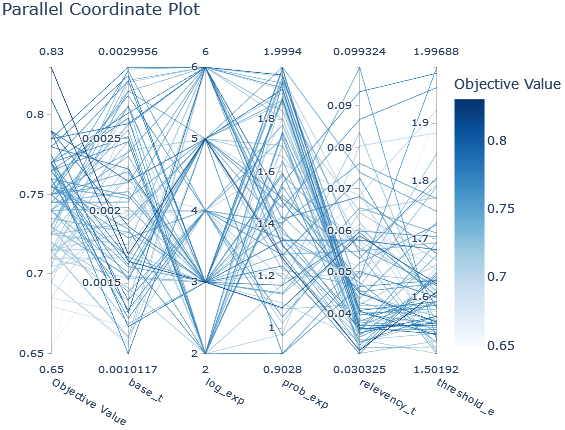 Parallel Coordinate Plot
0.83 0.0029956 6 1.9994 0.099324 1.99688
Objective Value
6
0.8 0.0025 5 1.8 0.09 1.9 0.8
0.08
0.75 0.002 4 1.6 0.07 1.8 0.75
1.4 0.06 1.7
0.7 0.0015 3 1.2 0.05 1.6 0.7
1 0.04
0.65 2 0.65
0.65 0.0010117 2 0.9028 0.030325 1.50192
Objective Value base_t log_exp prob_exp relevency_t threshold_e